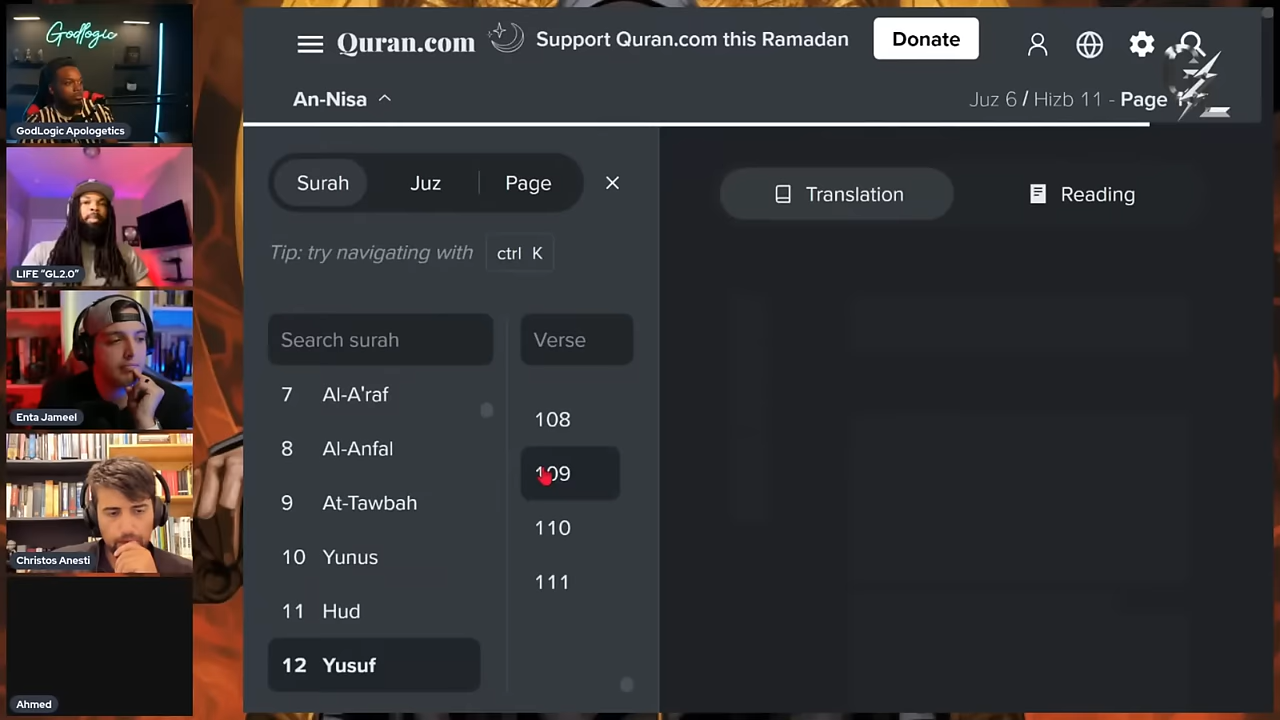 Godlogic
GodLogic Apologetics
LIFE "GL2.0"
Enta Jameel
Christos Anesti
Ahmed
Quran.com
Support Quran.com this Ramadan
Donate
An-Nisa
Juz 6 / Hizb 11 - Page
Surah
Juz
Page
Tip: try navigating with ctrl K
Search surah
Verse
7 Al-A'raf
8 Al-Anfal
9 At-Tawbah
10 Yunus
11 Hud
12 Yusuf
108
109
110
111
Translation
Reading